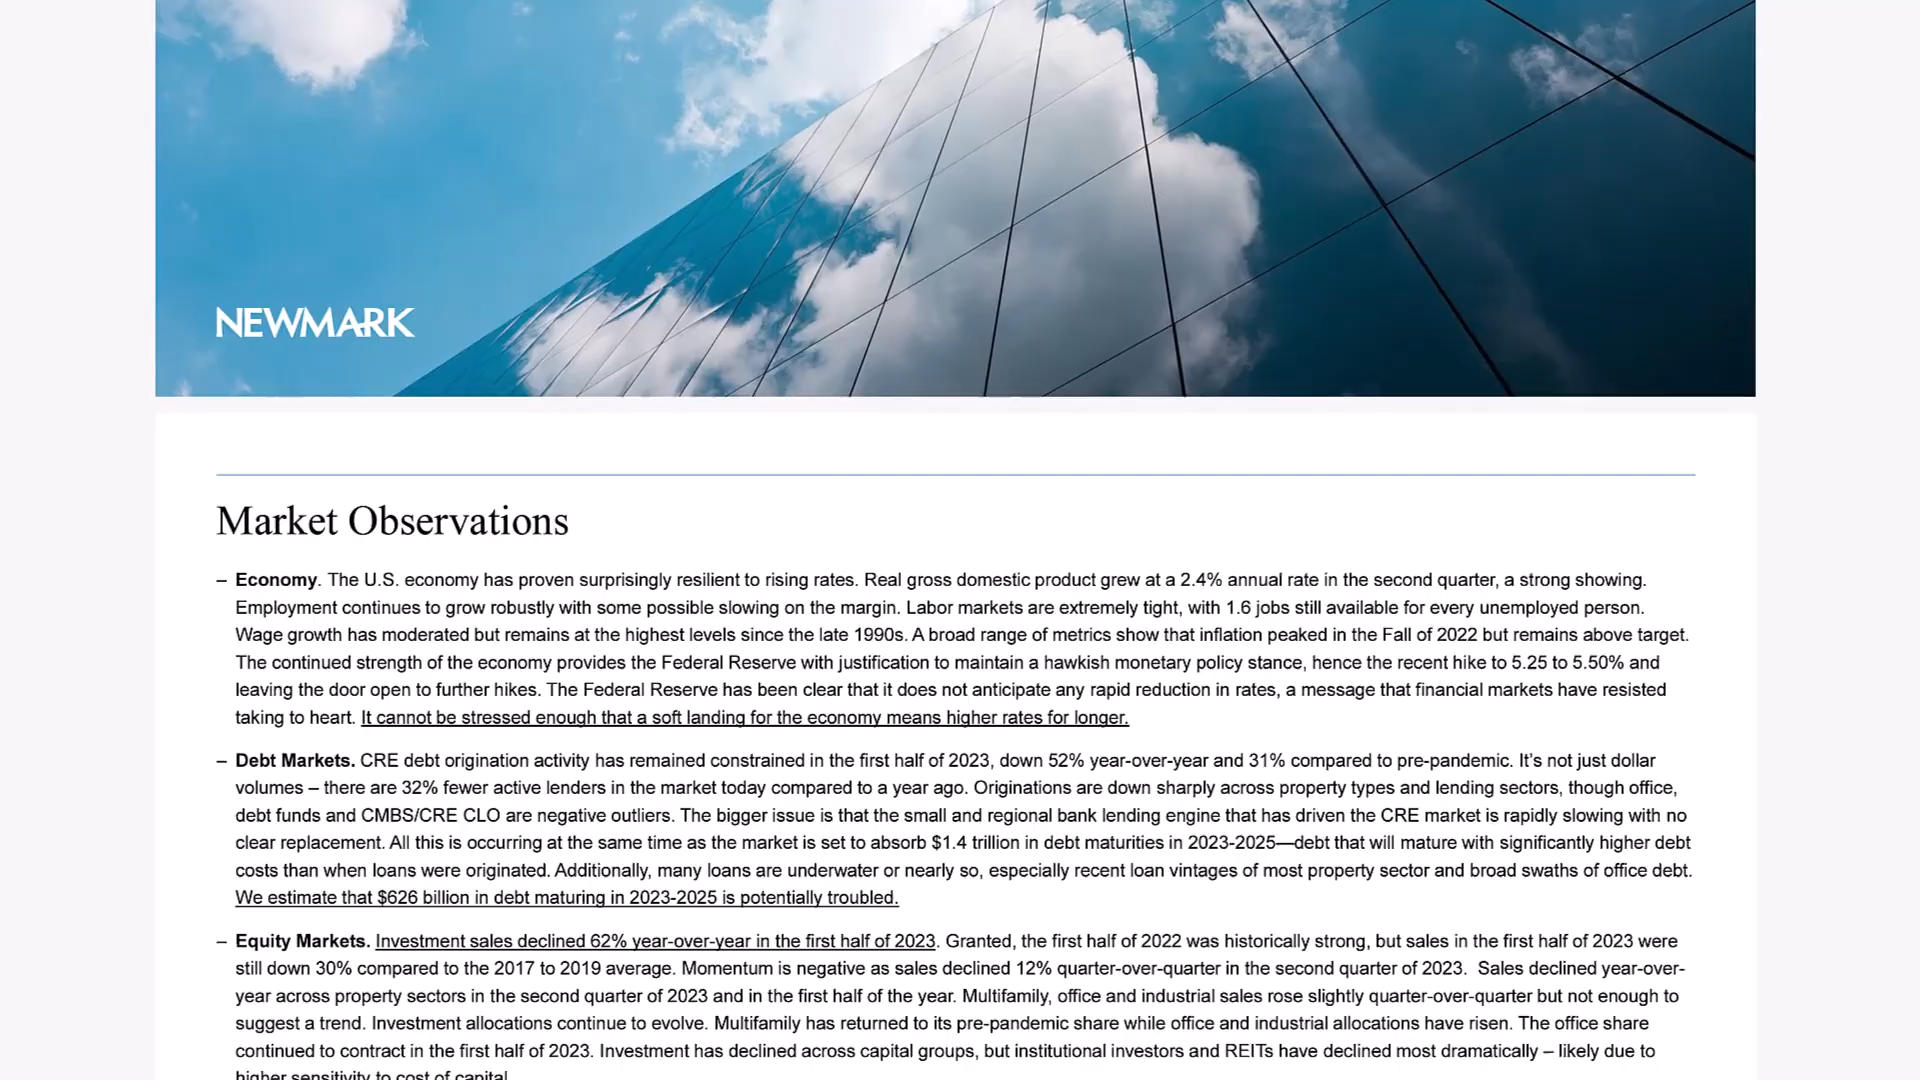 NEWMARK
Market Observations
– Economy. The U.S. economy has proven surprisingly resilient to rising rates. Real gross domestic product grew at a 2.4% annual rate in the second quarter, a strong showing.
Employment continues to grow robustly with some possible slowing on the margin. Labor markets are extremely tight, with 1.6 jobs still available for every unemployed person.
Wage growth has moderated but remains at the highest levels since the late 1990s. A broad range of metrics show that inflation peaked in the Fall of 2022 but remains above target.
The continued strength of the economy provides the Federal Reserve with justification to maintain a hawkish monetary policy stance, hence the recent hike to 5.25 to 5.50% and
leaving the door open to further hikes. The Federal Reserve has been clear that it does not anticipate any rapid reduction in rates, a message that financial markets have resisted
taking to heart. It cannot be stressed enough that a soft landing for the economy means higher rates for longer.
– Debt Markets. CRE debt origination activity has remained constrained in the first half of 2023, down 52% year-over-year and 31% compared to pre-pandemic. It’s not just dollar
volumes – there are 32% fewer active lenders in the market today compared to a year ago. Originations are down sharply across property types and lending sectors, though office,
debt funds and CMBS/CRE CLO are negative outliers. The bigger issue is that the small and regional bank lending engine that has driven the CRE market is rapidly slowing with no
clear replacement. All this is occurring at the same time as the market is set to absorb $1.4 trillion in debt maturities in 2023-2025—debt that will mature with significantly higher debt
costs than when loans were originated. Additionally, many loans are underwater or nearly so, especially recent loan vintages of most property sector and broad swaths of office debt.
We estimate that $626 billion in debt maturing in 2023-2025 is potentially troubled.
– Equity Markets. Investment sales declined 62% year-over-year in the first half of 2023. Granted, the first half of 2022 was historically strong, but sales in the first half of 2023 were
still down 30% compared to the 2017 to 2019 average. Momentum is negative as sales declined 12% quarter-over-quarter in the second quarter of 2023. Sales declined year-over-
year across property sectors in the second quarter of 2023 and in the first half of the year. Multifamily, office and industrial sales rose slightly quarter-over-quarter but not enough to
suggest a trend. Investment allocations continue to evolve. Multifamily has returned to its pre-pandemic share while office and industrial allocations have risen. The office share
continued to contract in the first half of 2023. Investment has declined across capital groups, but institutional investors and REITs have declined most dramatically – likely due to
higher sensitivity to cost of capital.